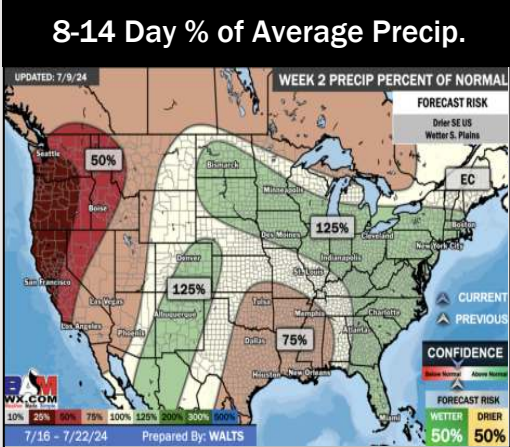 8-14 Day % of Average Precip.
UPDATED: 7/9/24
WEEK 2 PRECIP PERCENT OF NORMAL
FORECAST RISK
Drier SE US
Wetter S. Plains
Seattle
50%
Bismarck
EC
Minneapolis
Boise
125%
Boston
Des Moines
Cleveland
New York City
Denver
Indianapolis
San Francisco
St. Louis
125%
CURRENT
Las Vegas
Albuquerque
Tulsa
Memphis
Charlotte
PREVIOUS
Los Angeles
Phoenix
Dallas
75%
Atlanta
CONFIDENCE
Houston
New Orleans
Below Normal
Above Normal
BAM
WX.COM
Miami
FORECAST RISK
10% 25% 50% 75% 100% 125% 200% 300% 500%
WETTER
DRIER
7/16 - 7/22/24
Prepared By: WALTS
50%
50%